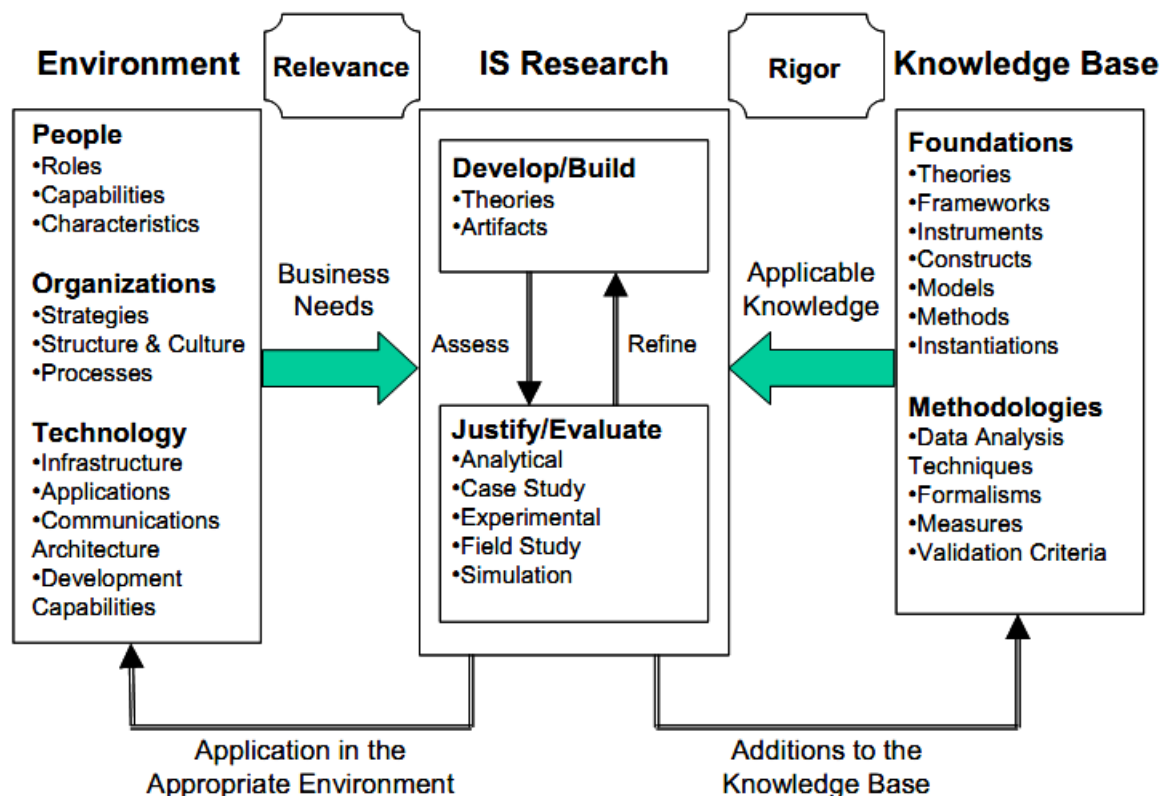 Environment
Relevance
IS Research
Rigor
Knowledge Base
People
•Roles
•Capabilities
•Characteristics
Organizations
•Strategies
•Structure & Culture
•Processes
Technology
•Infrastructure
•Applications
•Communications
Architecture
•Development
Capabilities
Business
Needs
Develop/Build
•Theories
•Artifacts
Assess
Refine
Justify/Evaluate
•Analytical
•Case Study
•Experimental
•Field Study
•Simulation
Applicable
Knowledge
Foundations
•Theories
•Frameworks
•Instruments
•Constructs
•Models
•Methods
•Instantiations
Methodologies
•Data Analysis
Techniques
•Formalisms
•Measures
•Validation Criteria
Application in the
Appropriate Environment
Additions to the
Knowledge Base